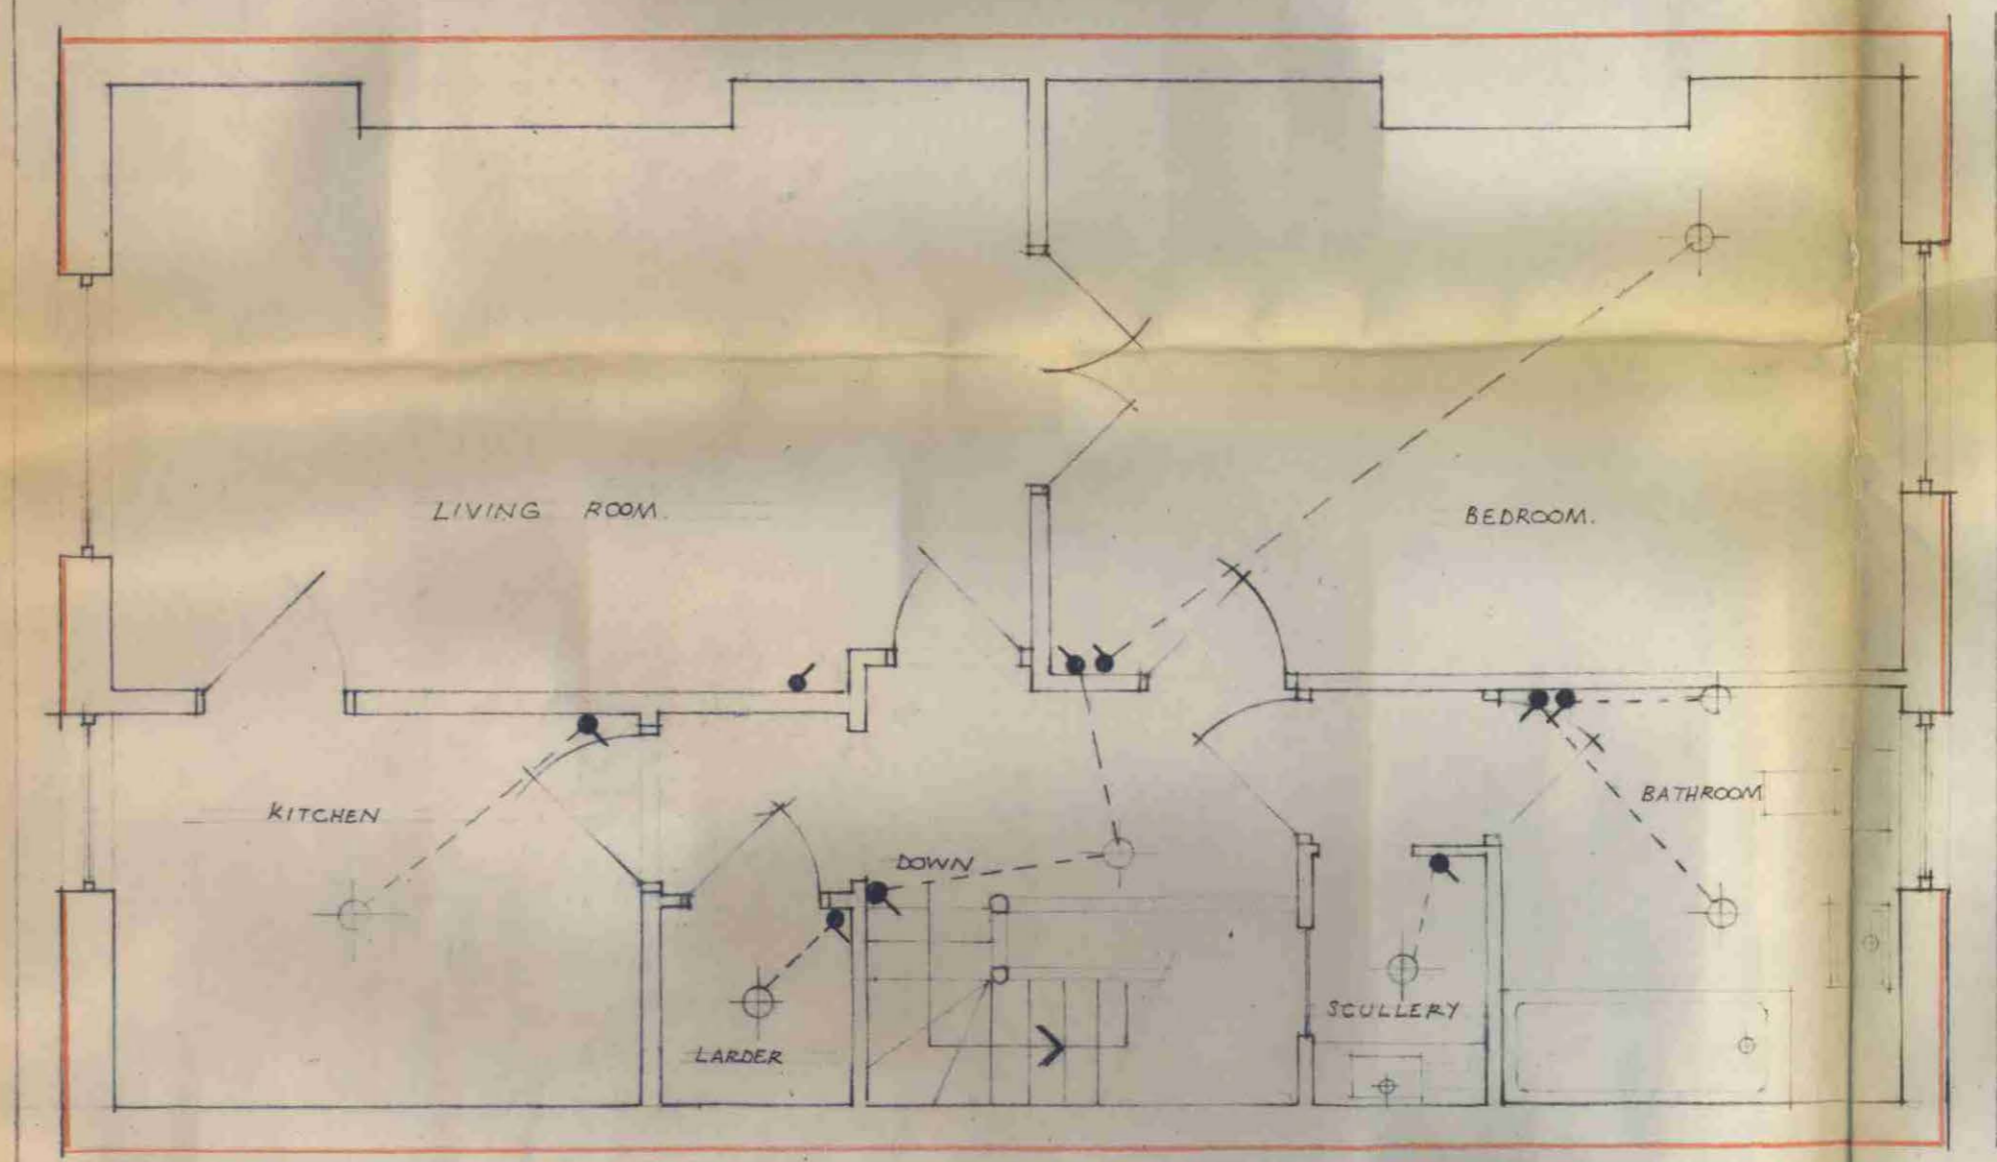 LIVING ROOM.
BEDROOM.
KITCHEN
BATHROOM
DOWN
SCULLERY
LARDER